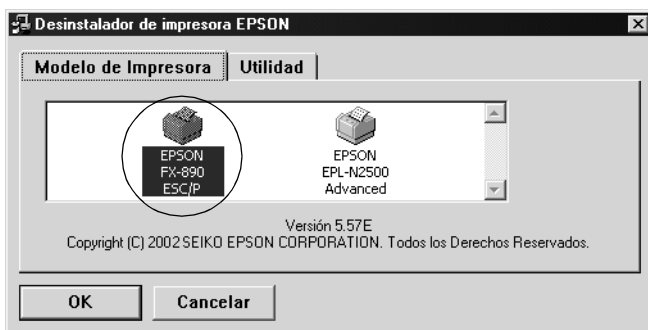 Desinstalador de impresora EPSON
Modelo de Impresora Utilidad
EPSON
FX-890
ESC/P
EPSON
EPL-N2500
Advanced
Versión 5.57E
Copyright (C) 2002 SEIKO EPSON CORPORATION. Todos los Derechos Reservados.
OK Cancelar